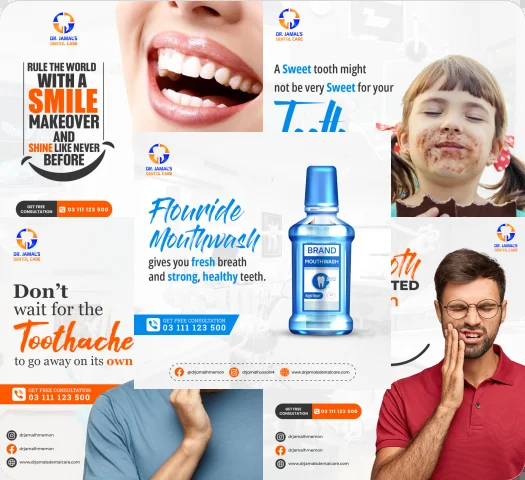 DR. JAMAL'S
DENTAL CARE
RULE THE WORLD
WITH A
SMILE
MAKEOVER
AND
SHINE LIKE NEVER
BEFORE
GET FREE
CONSULTATION
03 111 123 500
DR. JAMAL'S
DENTAL CARE
A Sweet tooth might
not be very Sweet for your
Tooth
DR. JAMAL'S
DENTAL CARE
Flouride
Mouthwash
gives you fresh breath
and strong, healthy teeth.
GET FREE CONSULTATION
03 111 123 500
BRAND
MOUTHWASH
@drjamalhmemon
www.drjamalsdentalcare.com
DR. JAMAL'S
DENTAL CARE
Don't
wait for the
Toothache
to go away on its own
GET FREE CONSULTATION
03 111 123 500
drjamalhmemon
drjamalhmemon
www.drjamalsdentalcare.com
DR. JAMAL'S
DENTAL CARE
oth
TED
n
GET FREE
CONSULTATION
03 111 123 500
drjamalhmemon
drjamalhmemon
www.drjamalsdentalcare.com